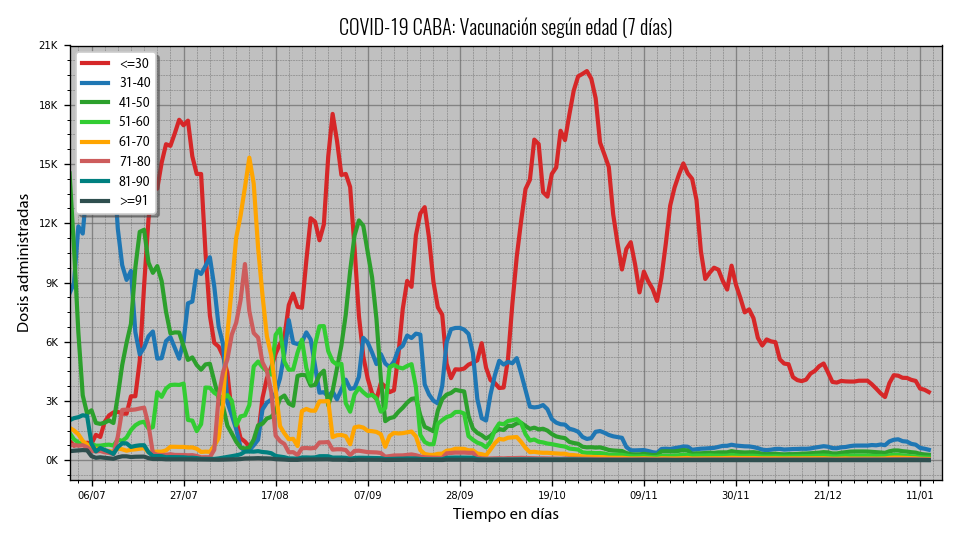 COVID-19 CABA: Vacunación según edad (7 días)
21K
18K
15K
12K
9K
6K
3K
0K
Dosis administradas
<=30
31-40
41-50
51-60
61-70
71-80
81-90
>=91
06/07 27/07 17/08 07/09 28/09 19/10 09/11 30/11 21/12 11/01
Tiempo en días